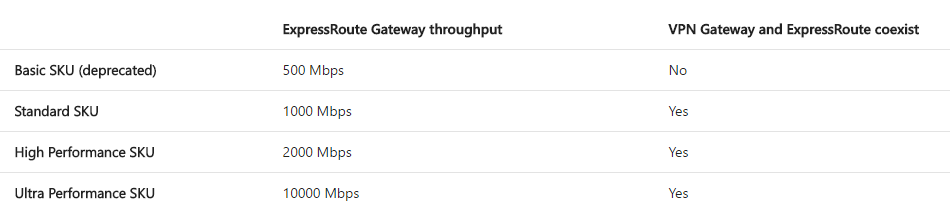 ExpressRoute Gateway throughput VPN Gateway and ExpressRoute coexist
Basic SKU (deprecated) 500 Mbps No
Standard SKU 1000 Mbps Yes
High Performance SKU 2000 Mbps Yes
Ultra Performance SKU 10000 Mbps Yes